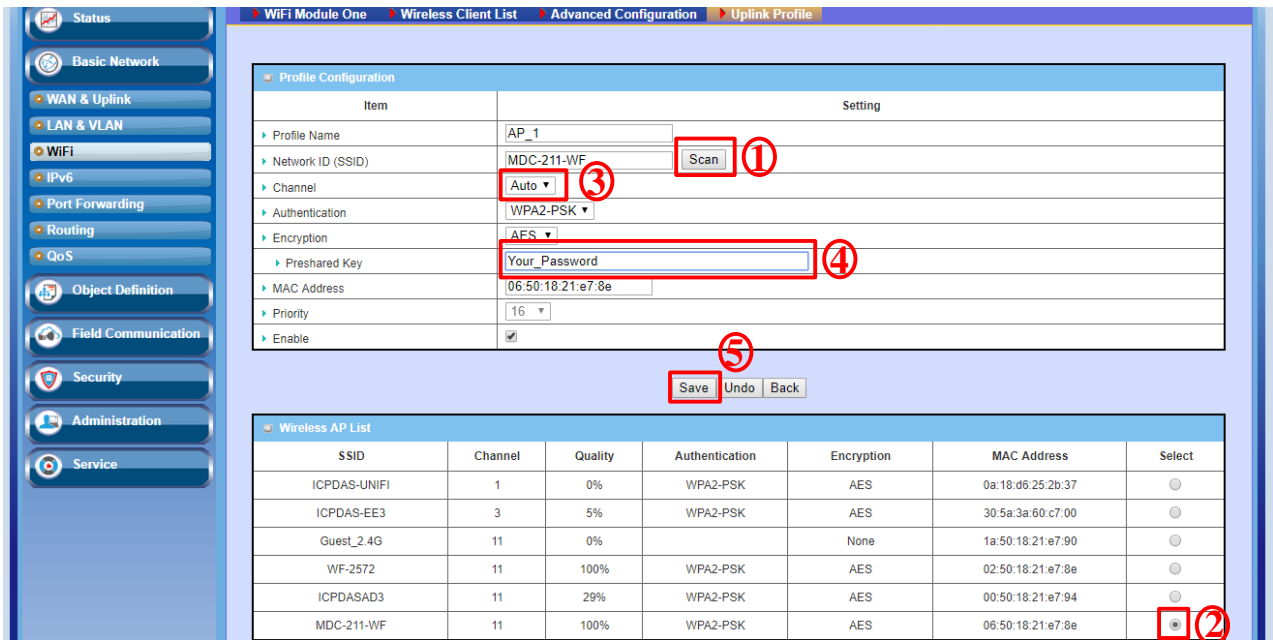 Status
WiFi Module One Wireless Client List Advanced Configuration Uplink Profile
Basic Network
WAN & Uplink
LAN & VLAN
WiFi
IPv6
Port Forwarding
Routing
QoS
Object Definition
Field Communication
Security
Administration
Service
Profile Configuration
Item Setting
Profile Name AP_1
Network ID (SSID) MDC-211-WF Scan ①
Channel Auto ③
Authentication WPA2-PSK
Encryption AES
Preshared Key Your_Password ④
MAC Address 06:50:18:21:e7:8e
Priority 16
Enable
⑤
Save Undo Back
Wireless AP List
SSID Channel Quality Authentication Encryption MAC Address Select
ICPDAS-UNIFI 1 0% WPA2-PSK AES 0a:18:d6:25:2b:37
ICPDAS-EE3 3 5% WPA2-PSK AES 30:5a:3a:60:c7:00
Guest_2.4G 11 0% None 1a:50:18:21:e7:90
WF-2572 11 100% WPA2-PSK AES 02:50:18:21:e7:8e
ICPDASAD3 11 29% WPA2-PSK AES 00:50:18:21:e7:94
MDC-211-WF 11 100% WPA2-PSK AES 06:50:18:21:e7:8e ②